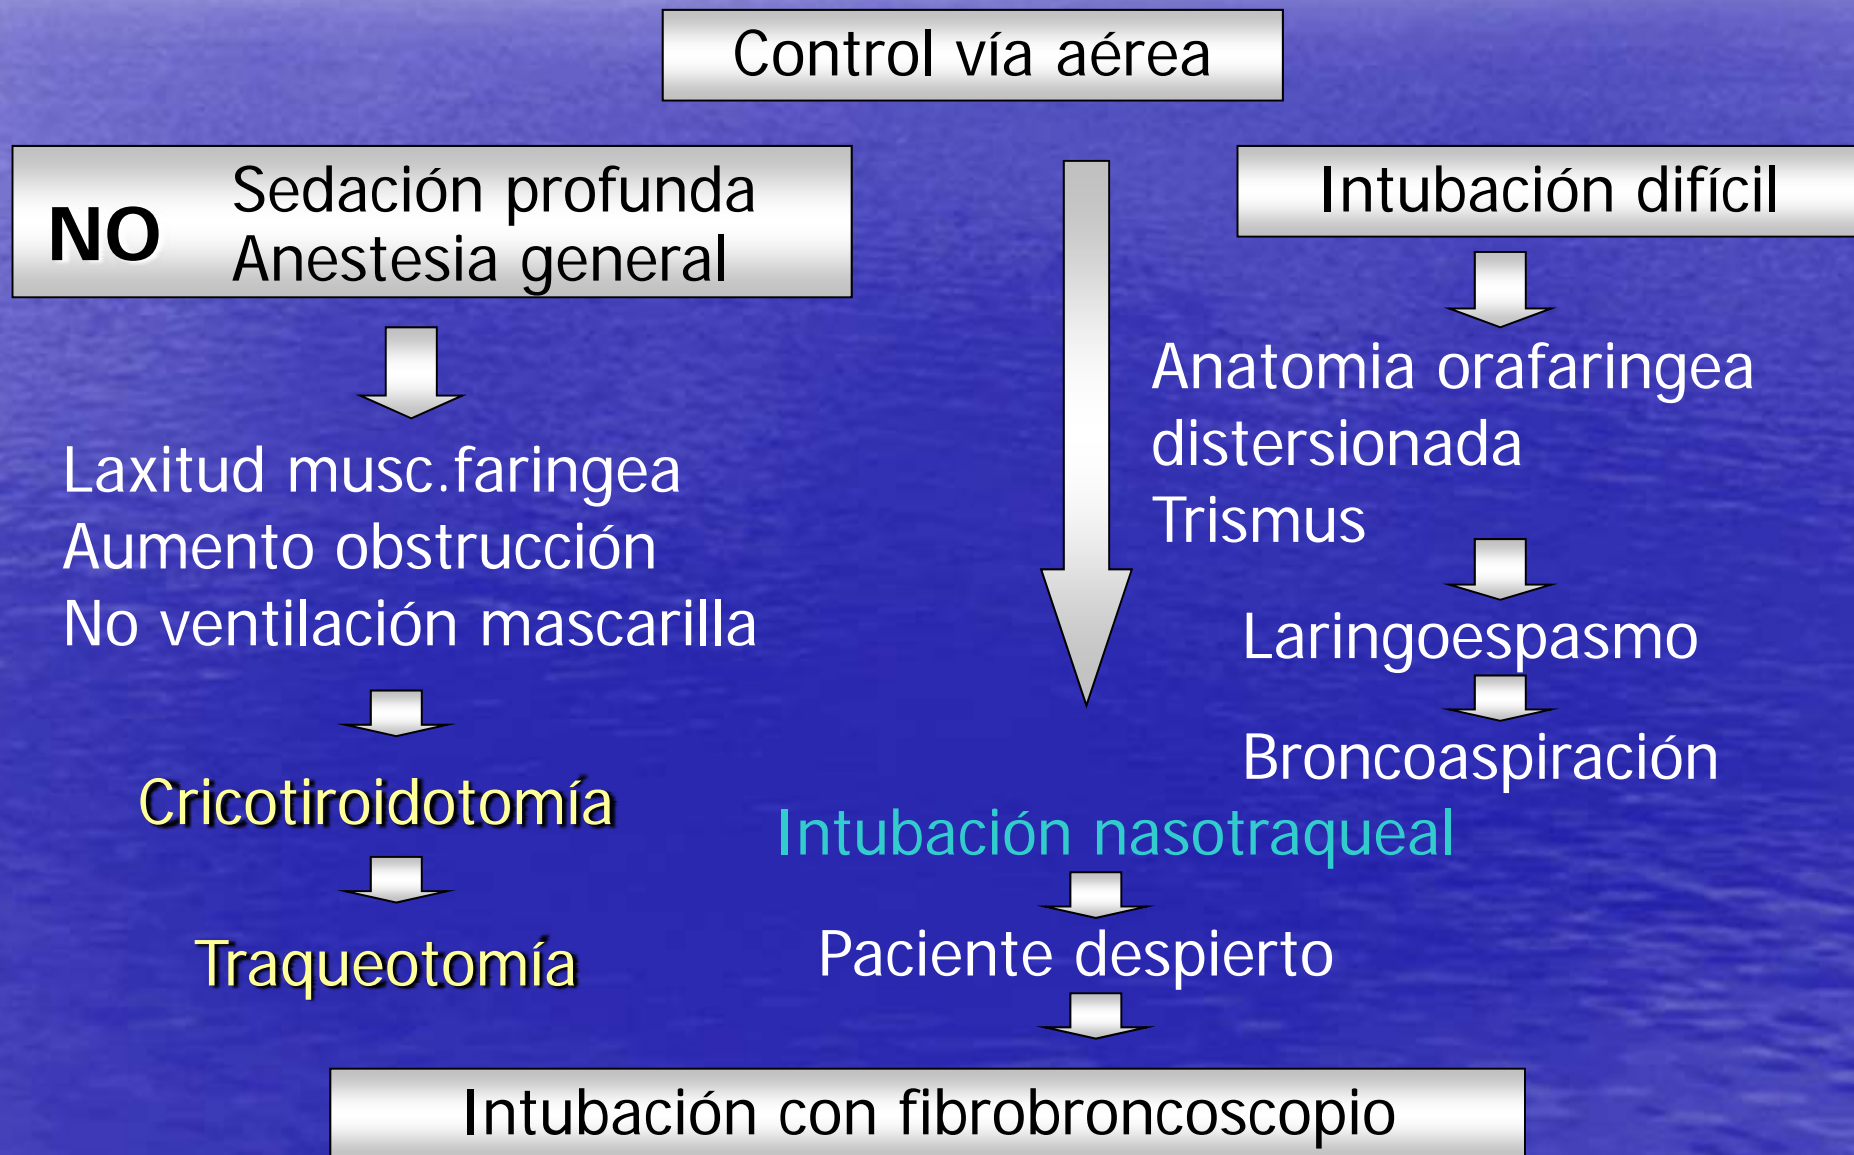 Control vía aérea
NO
Sedación profunda
Anestesia general
Laxitud musc.faringea
Aumento obstrucción
No ventilación mascarilla
Cricotiroidotomía
Traqueotomía
Intubación difícil
Anatomia orafaringea
distersionada
Trismus
Laringoespasmo
Broncoaspiración
Intubación nasotraqueal
Paciente despierto
Intubación con fibrobroncoscopio